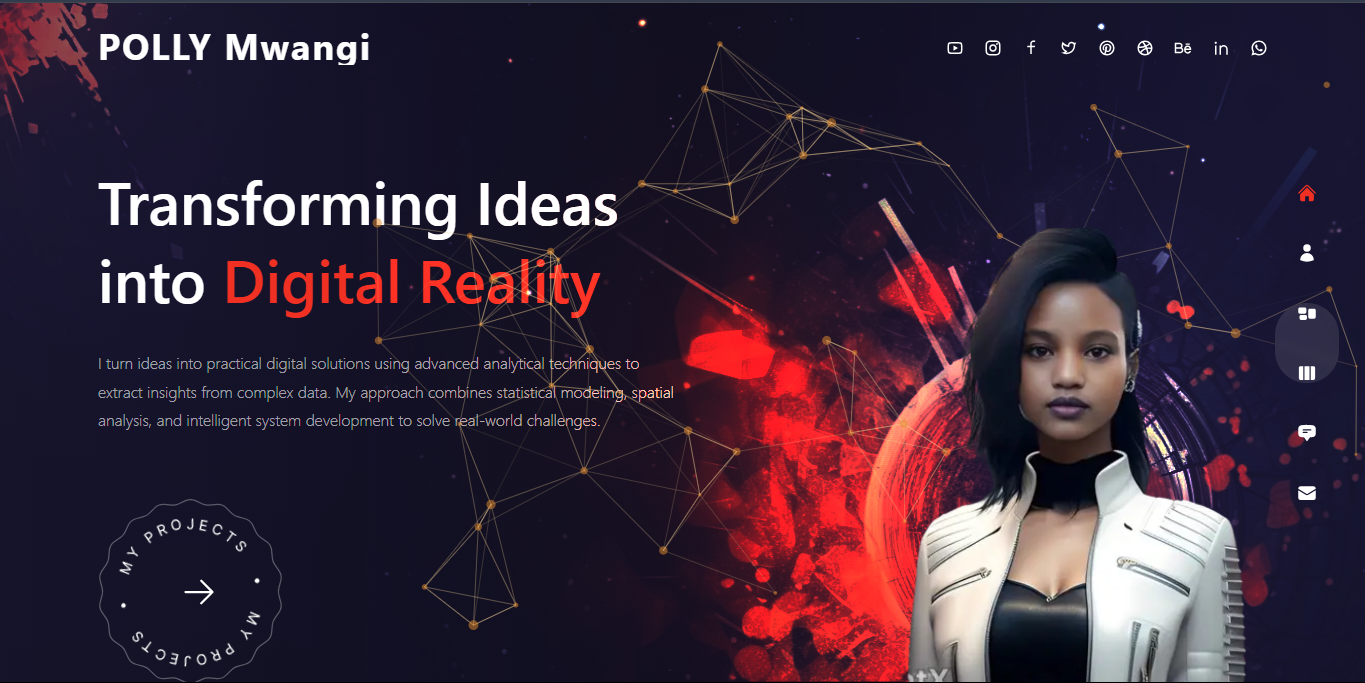 POLLY Mwangi
Bē
in
Transforming Ideas
into Digital Reality
I turn ideas into practical digital solutions using advanced analytical techniques to
extract insights from complex data. My approach combines statistical modeling, spatial
analysis, and intelligent system development to solve real-world challenges.
MY PROJECTS • MY PROJECTS •